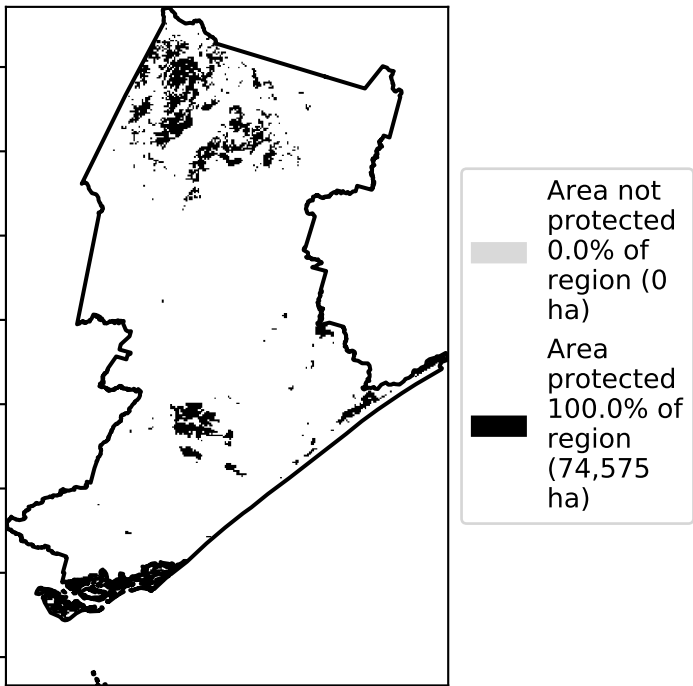 Area not
protected
0.0% of
region (0
ha)
Area
protected
100.0% of
region
(74,575
ha)